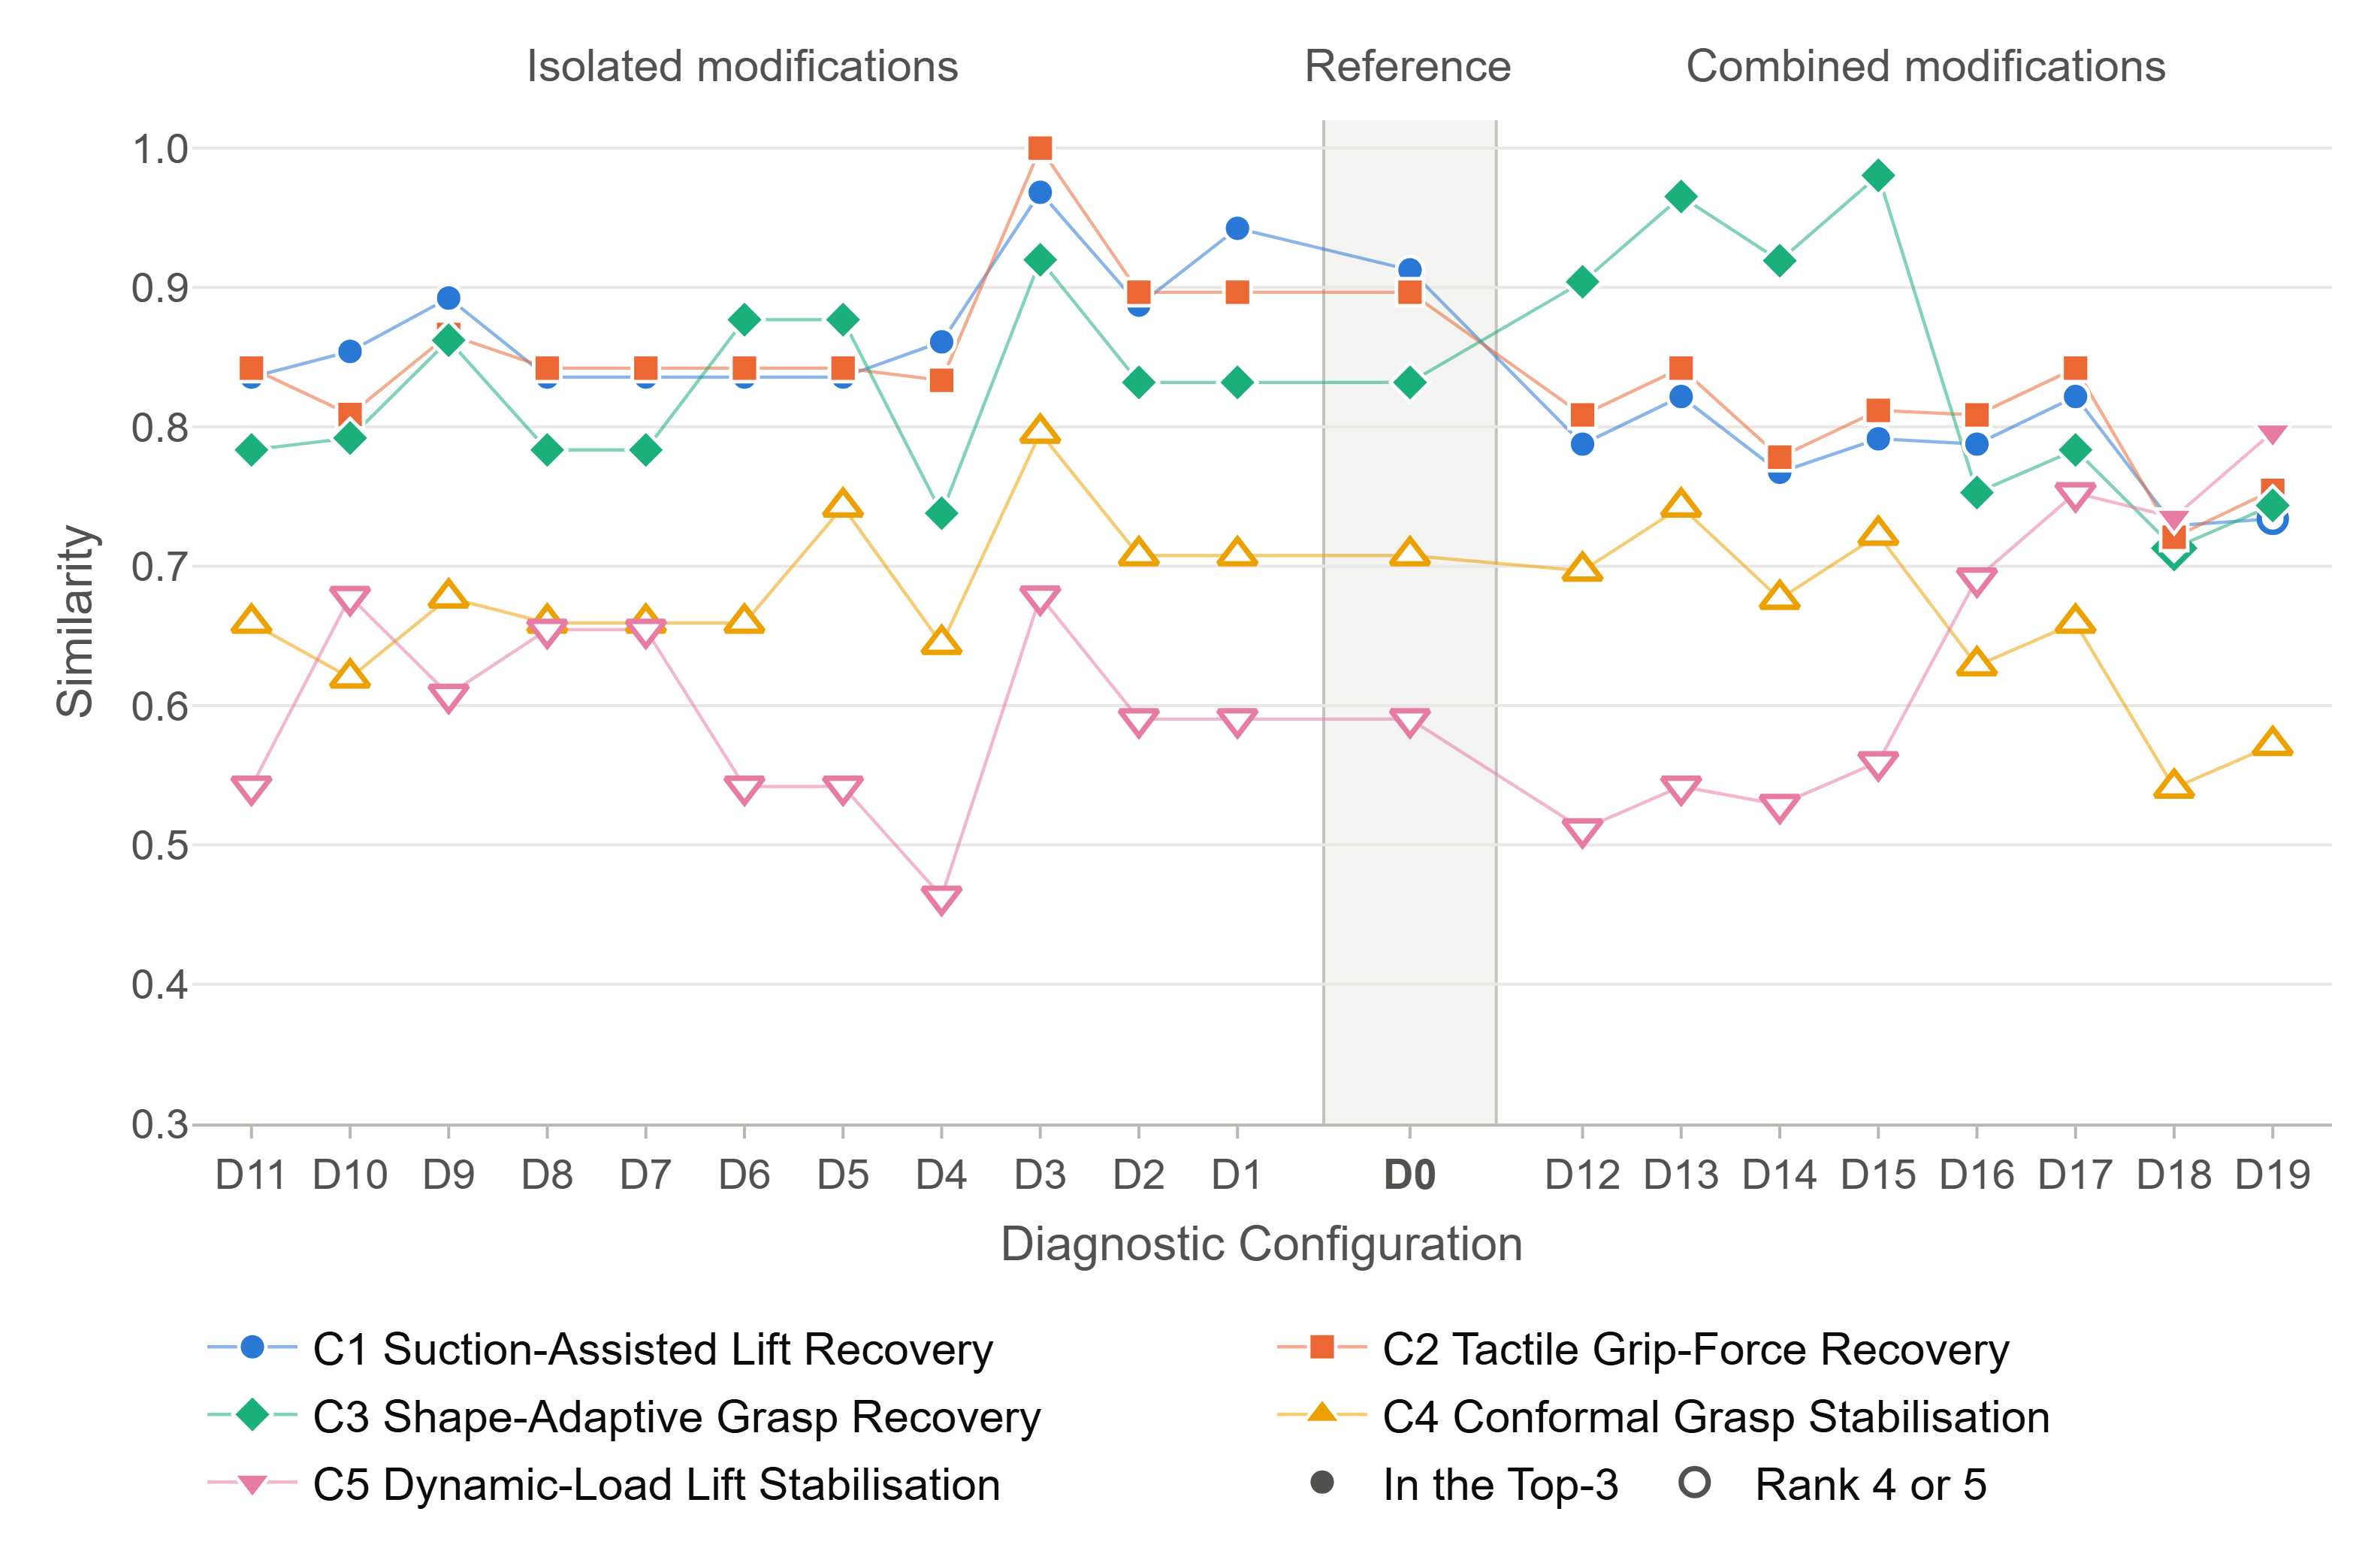 Isolated modifications Reference Combined modifications
1.0
0.9
0.8
0.7
0.6
0.5
0.4
0.3
Similarity
D11 D10 D9 D8 D7 D6 D5 D4 D3 D2 D1 D0 D12 D13 D14 D15 D16 D17 D18 D19
Diagnostic Configuration
C1 Suction-Assisted Lift Recovery C2 Tactile Grip-Force Recovery
C3 Shape-Adaptive Grasp Recovery C4 Conformal Grasp Stabilisation
C5 Dynamic-Load Lift Stabilisation In the Top-3 Rank 4 or 5